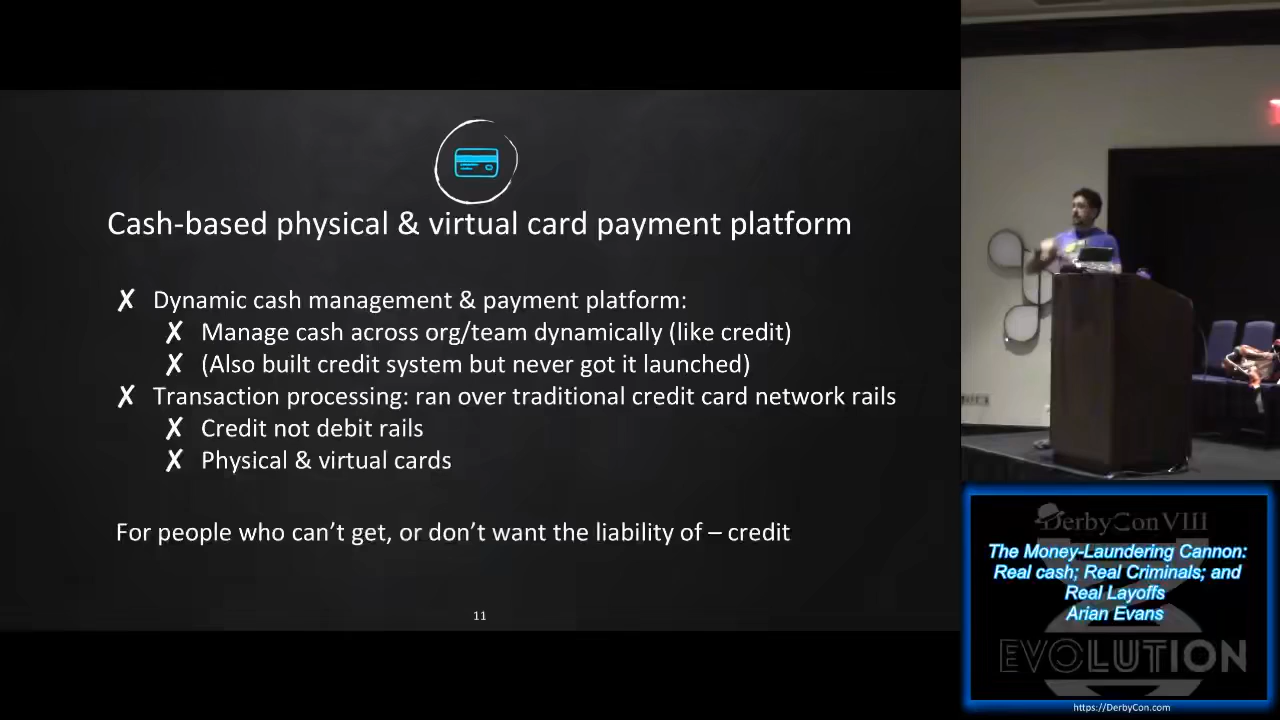 Cash-based physical & virtual card payment platform
✗ Dynamic cash management & payment platform:
✗ Manage cash across org/team dynamically (like credit)
✗ (Also built credit system but never got it launched)
✗ Transaction processing: ran over traditional credit card network rails
✗ Credit not debit rails
✗ Physical & virtual cards
For people who can’t get, or don’t want the liability of – credit
11
DerbyCon VIII
The Money-Laundering Cannon:
Real cash; Real Criminals; and
Real Layoffs
Arian Evans
EVOLUTION
https://DerbyCon.com